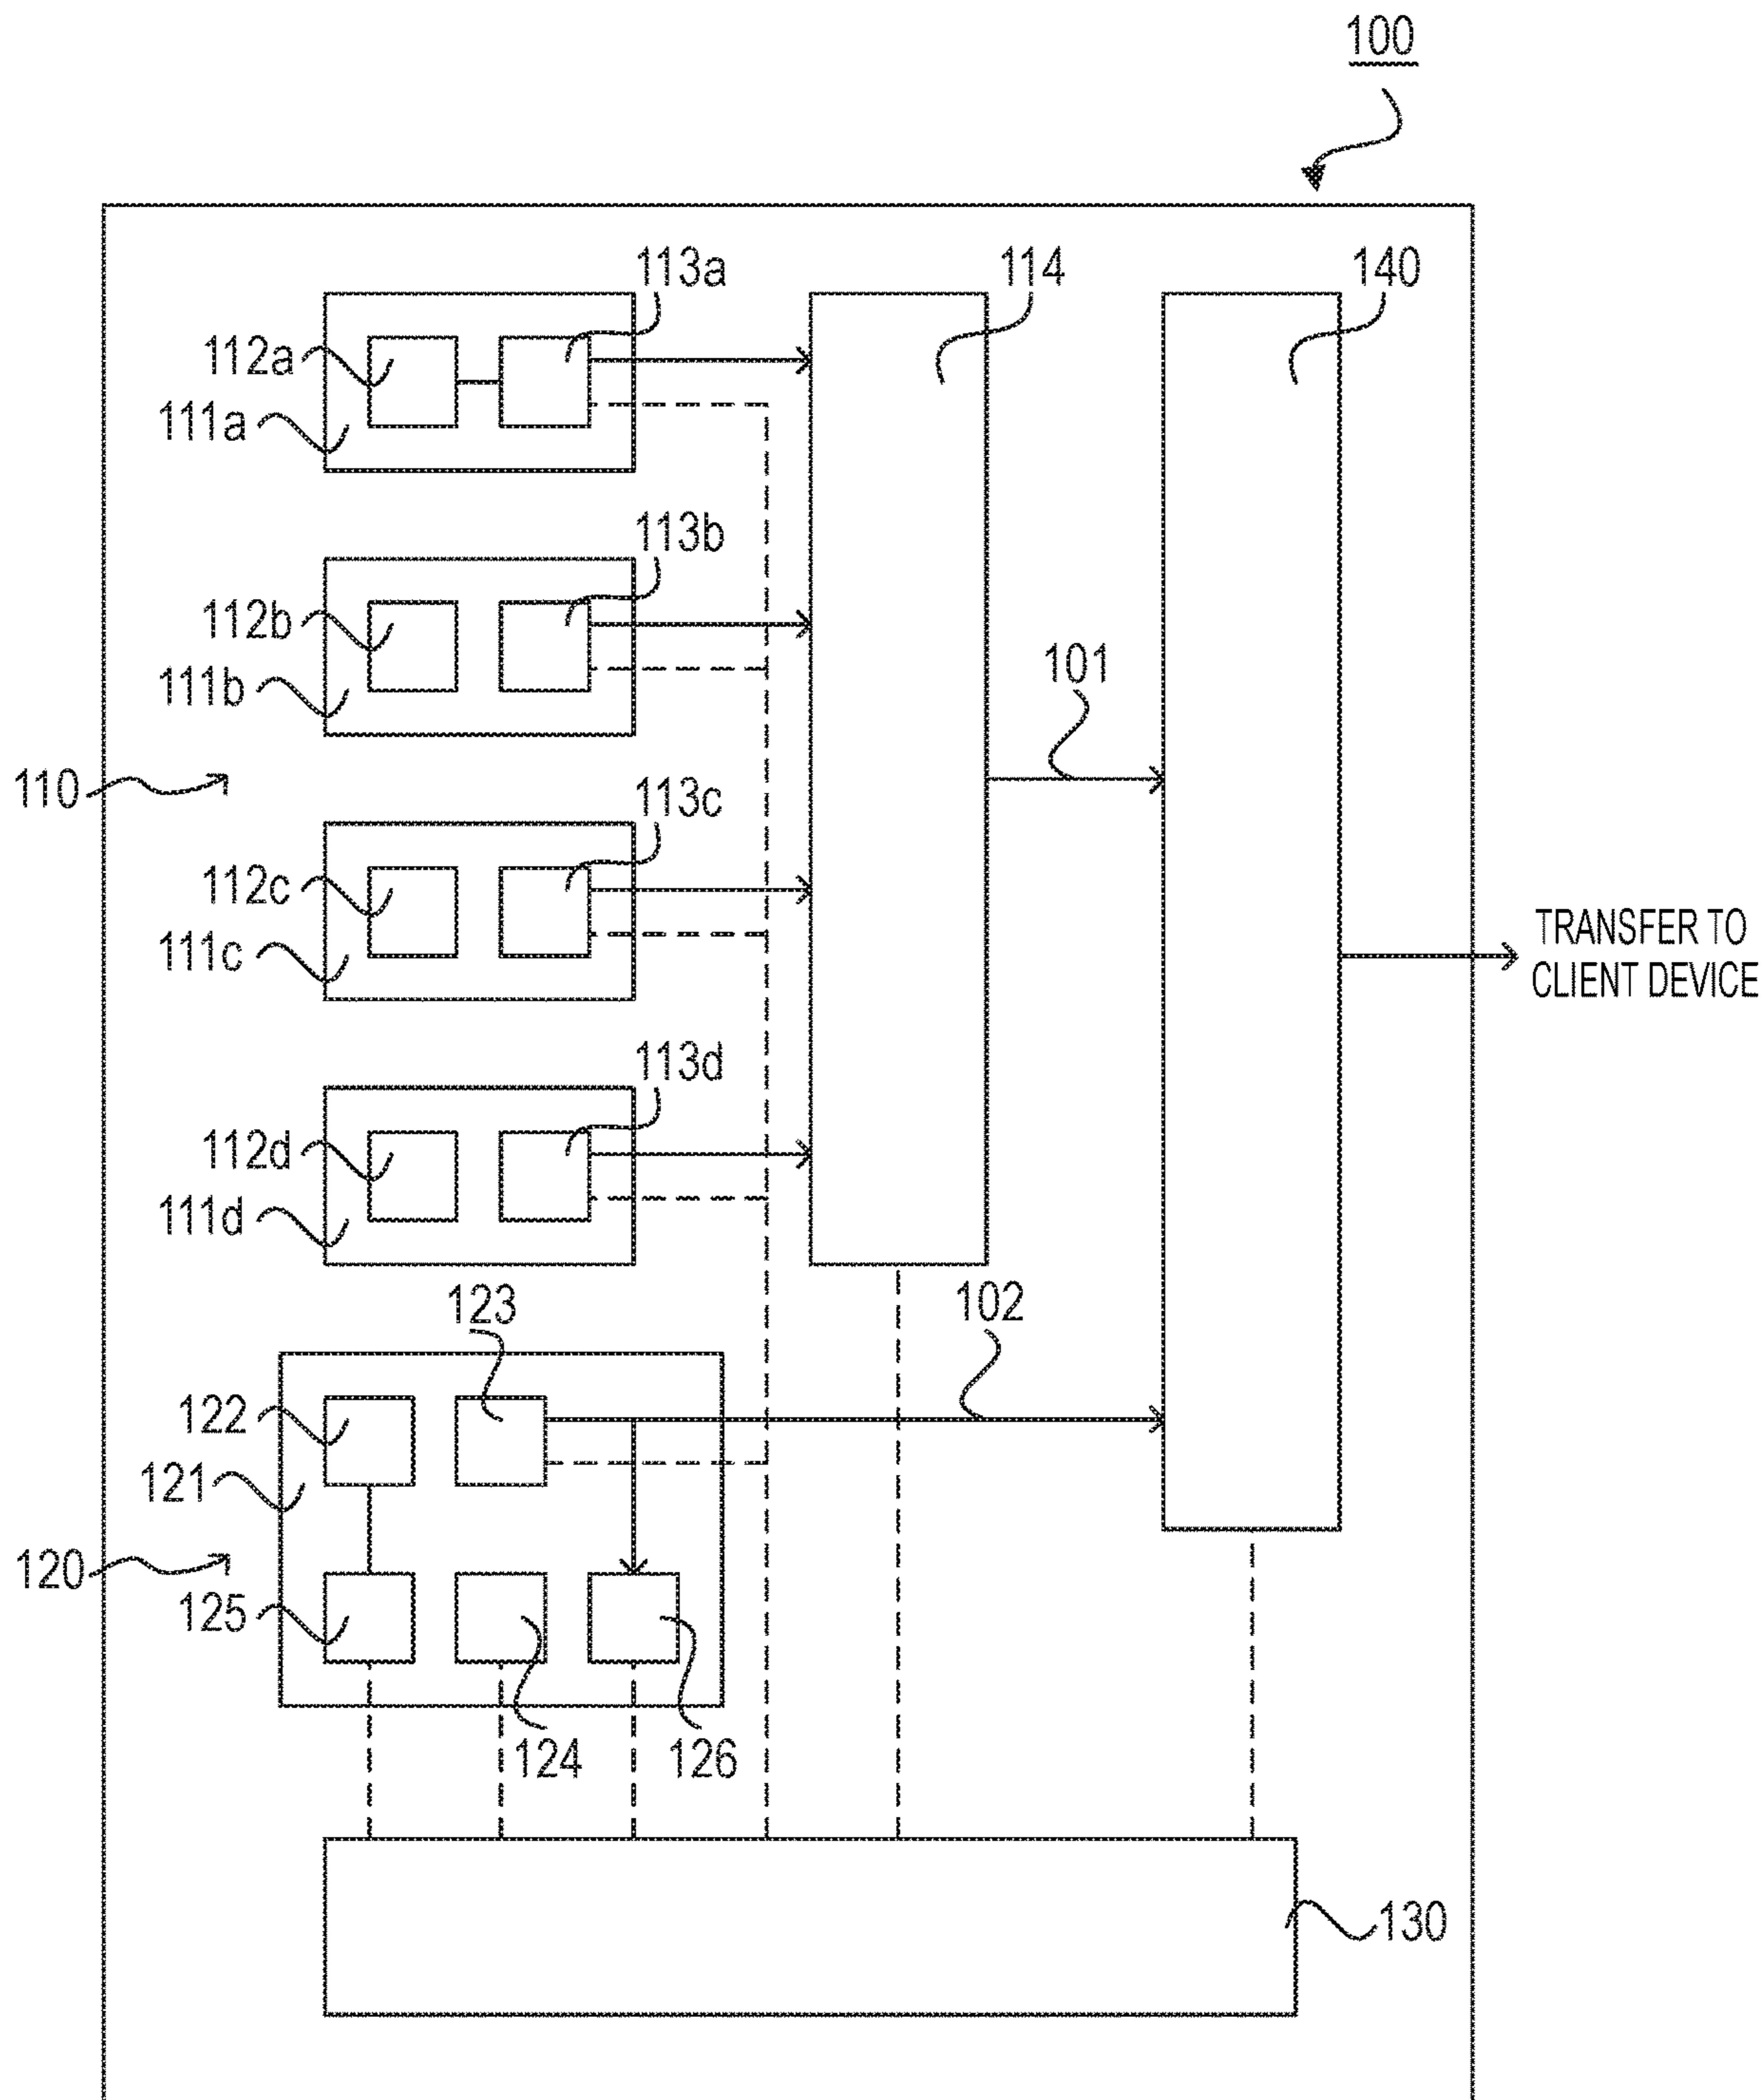 100
113a
114
140
112a
111a
113b
112b
111b
101
110
113c
112c
111c
TRANSFER TO
CLIENT DEVICE
113d
112d
111d
123
102
122
121
120
125
124
126
130